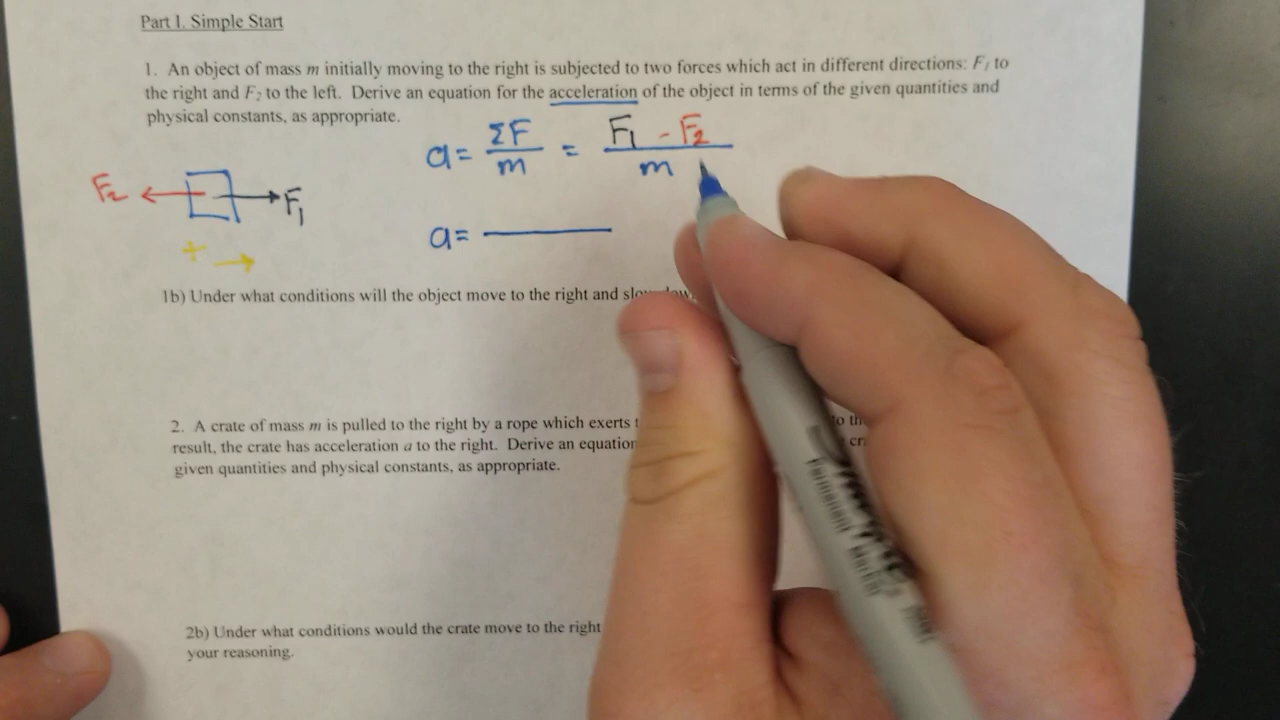 Part I. Simple Start
1. An object of mass m initially moving to the right is subjected to two forces which act in different directions: F₁ to
the right and F₂ to the left. Derive an equation for the acceleration of the object in terms of the given quantities and
physical constants, as appropriate.
a = ΣF/m = F₁ - F₂/m
F₂ F₁
+
a =
1b) Under what conditions will the object move to the right and slow down
2. A crate of mass m is pulled to the right by a rope which exerts
result, the crate has acceleration a to the right. Derive an equation
given quantities and physical constants, as appropriate.
2b) Under what conditions would the crate move to the right
your reasoning.
Permanent Marker